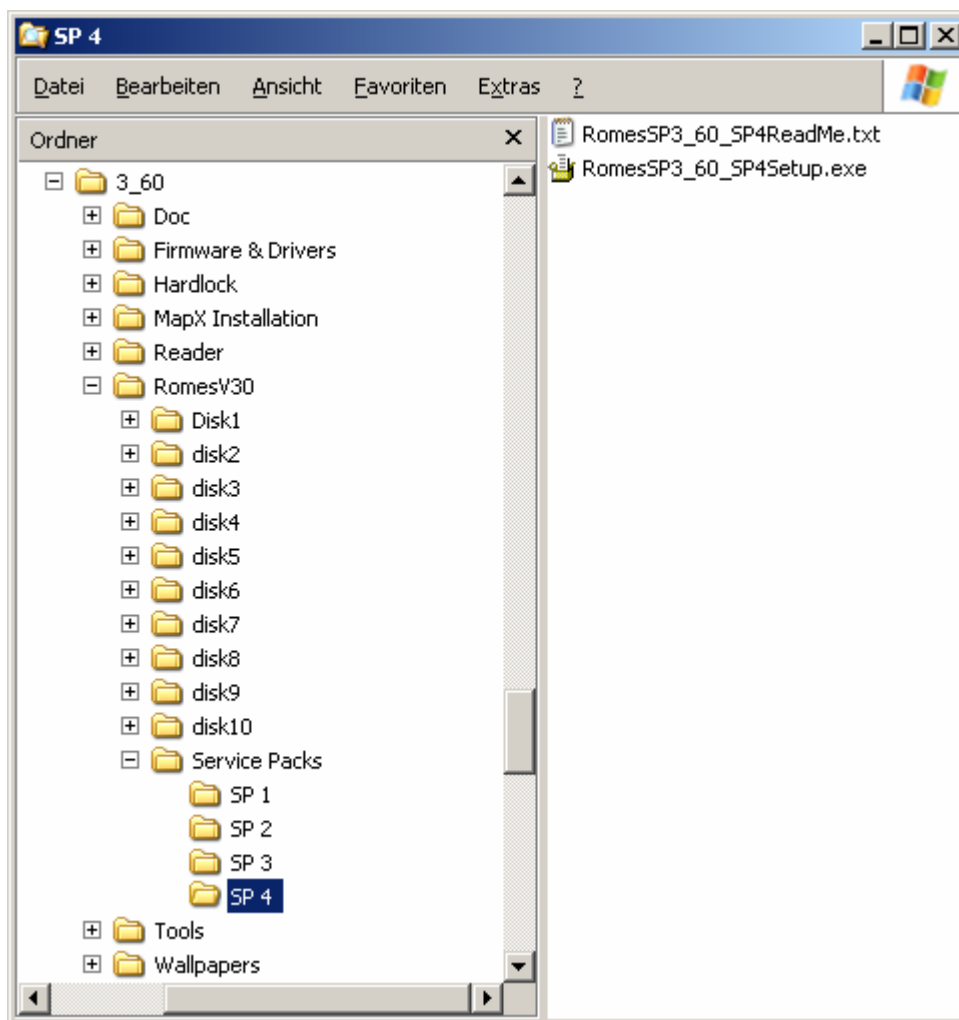 SP 4
Datei Bearbeiten Ansicht Favoriten Extras ?
Ordner
3_60
Doc
Firmware & Drivers
Hardlock
MapX Installation
Reader
RomesV30
Disk1
disk2
disk3
disk4
disk5
disk6
disk7
disk8
disk9
disk10
Service Packs
SP 1
SP 2
SP 3
SP 4
Tools
Wallpapers
RomesSP3_60_SP4ReadMe.txt
RomesSP3_60_SP4Setup.exe